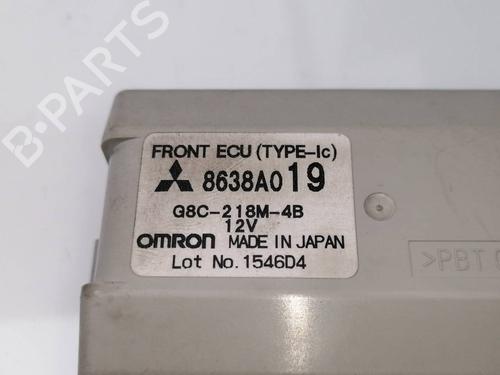 B-PARTS
FRONT ECU (TYPE-Ic)
8638A019
G8C-218M-4B
12V
OMRON MADE IN JAPAN
Lot No.1546D4
>PBT